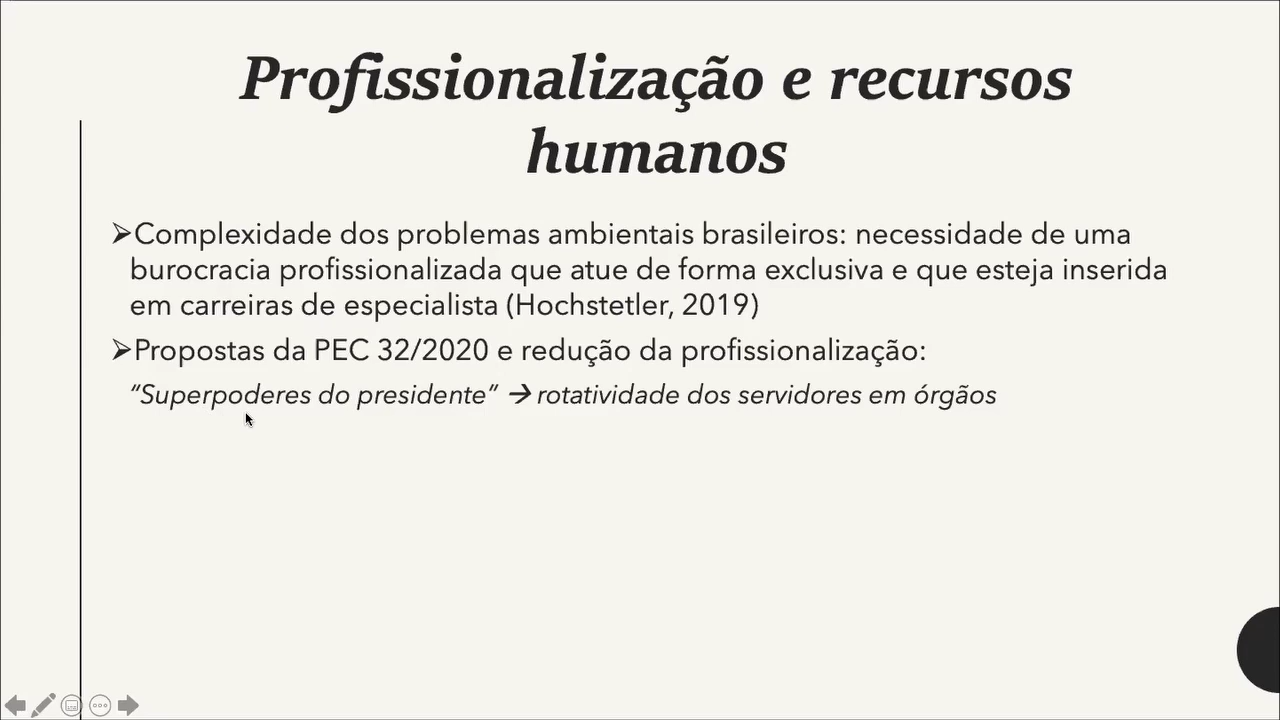 Profissionalização e recursos
humanos
➢Complexidade dos problemas ambientais brasileiros: necessidade de uma
burocracia profissionalizada que atue de forma exclusiva e que esteja inserida
em carreiras de especialista (Hochstetler, 2019)
➢Propostas da PEC 32/2020 e redução da profissionalização:
“Superpoderes do presidente” → rotatividade dos servidores em órgãos